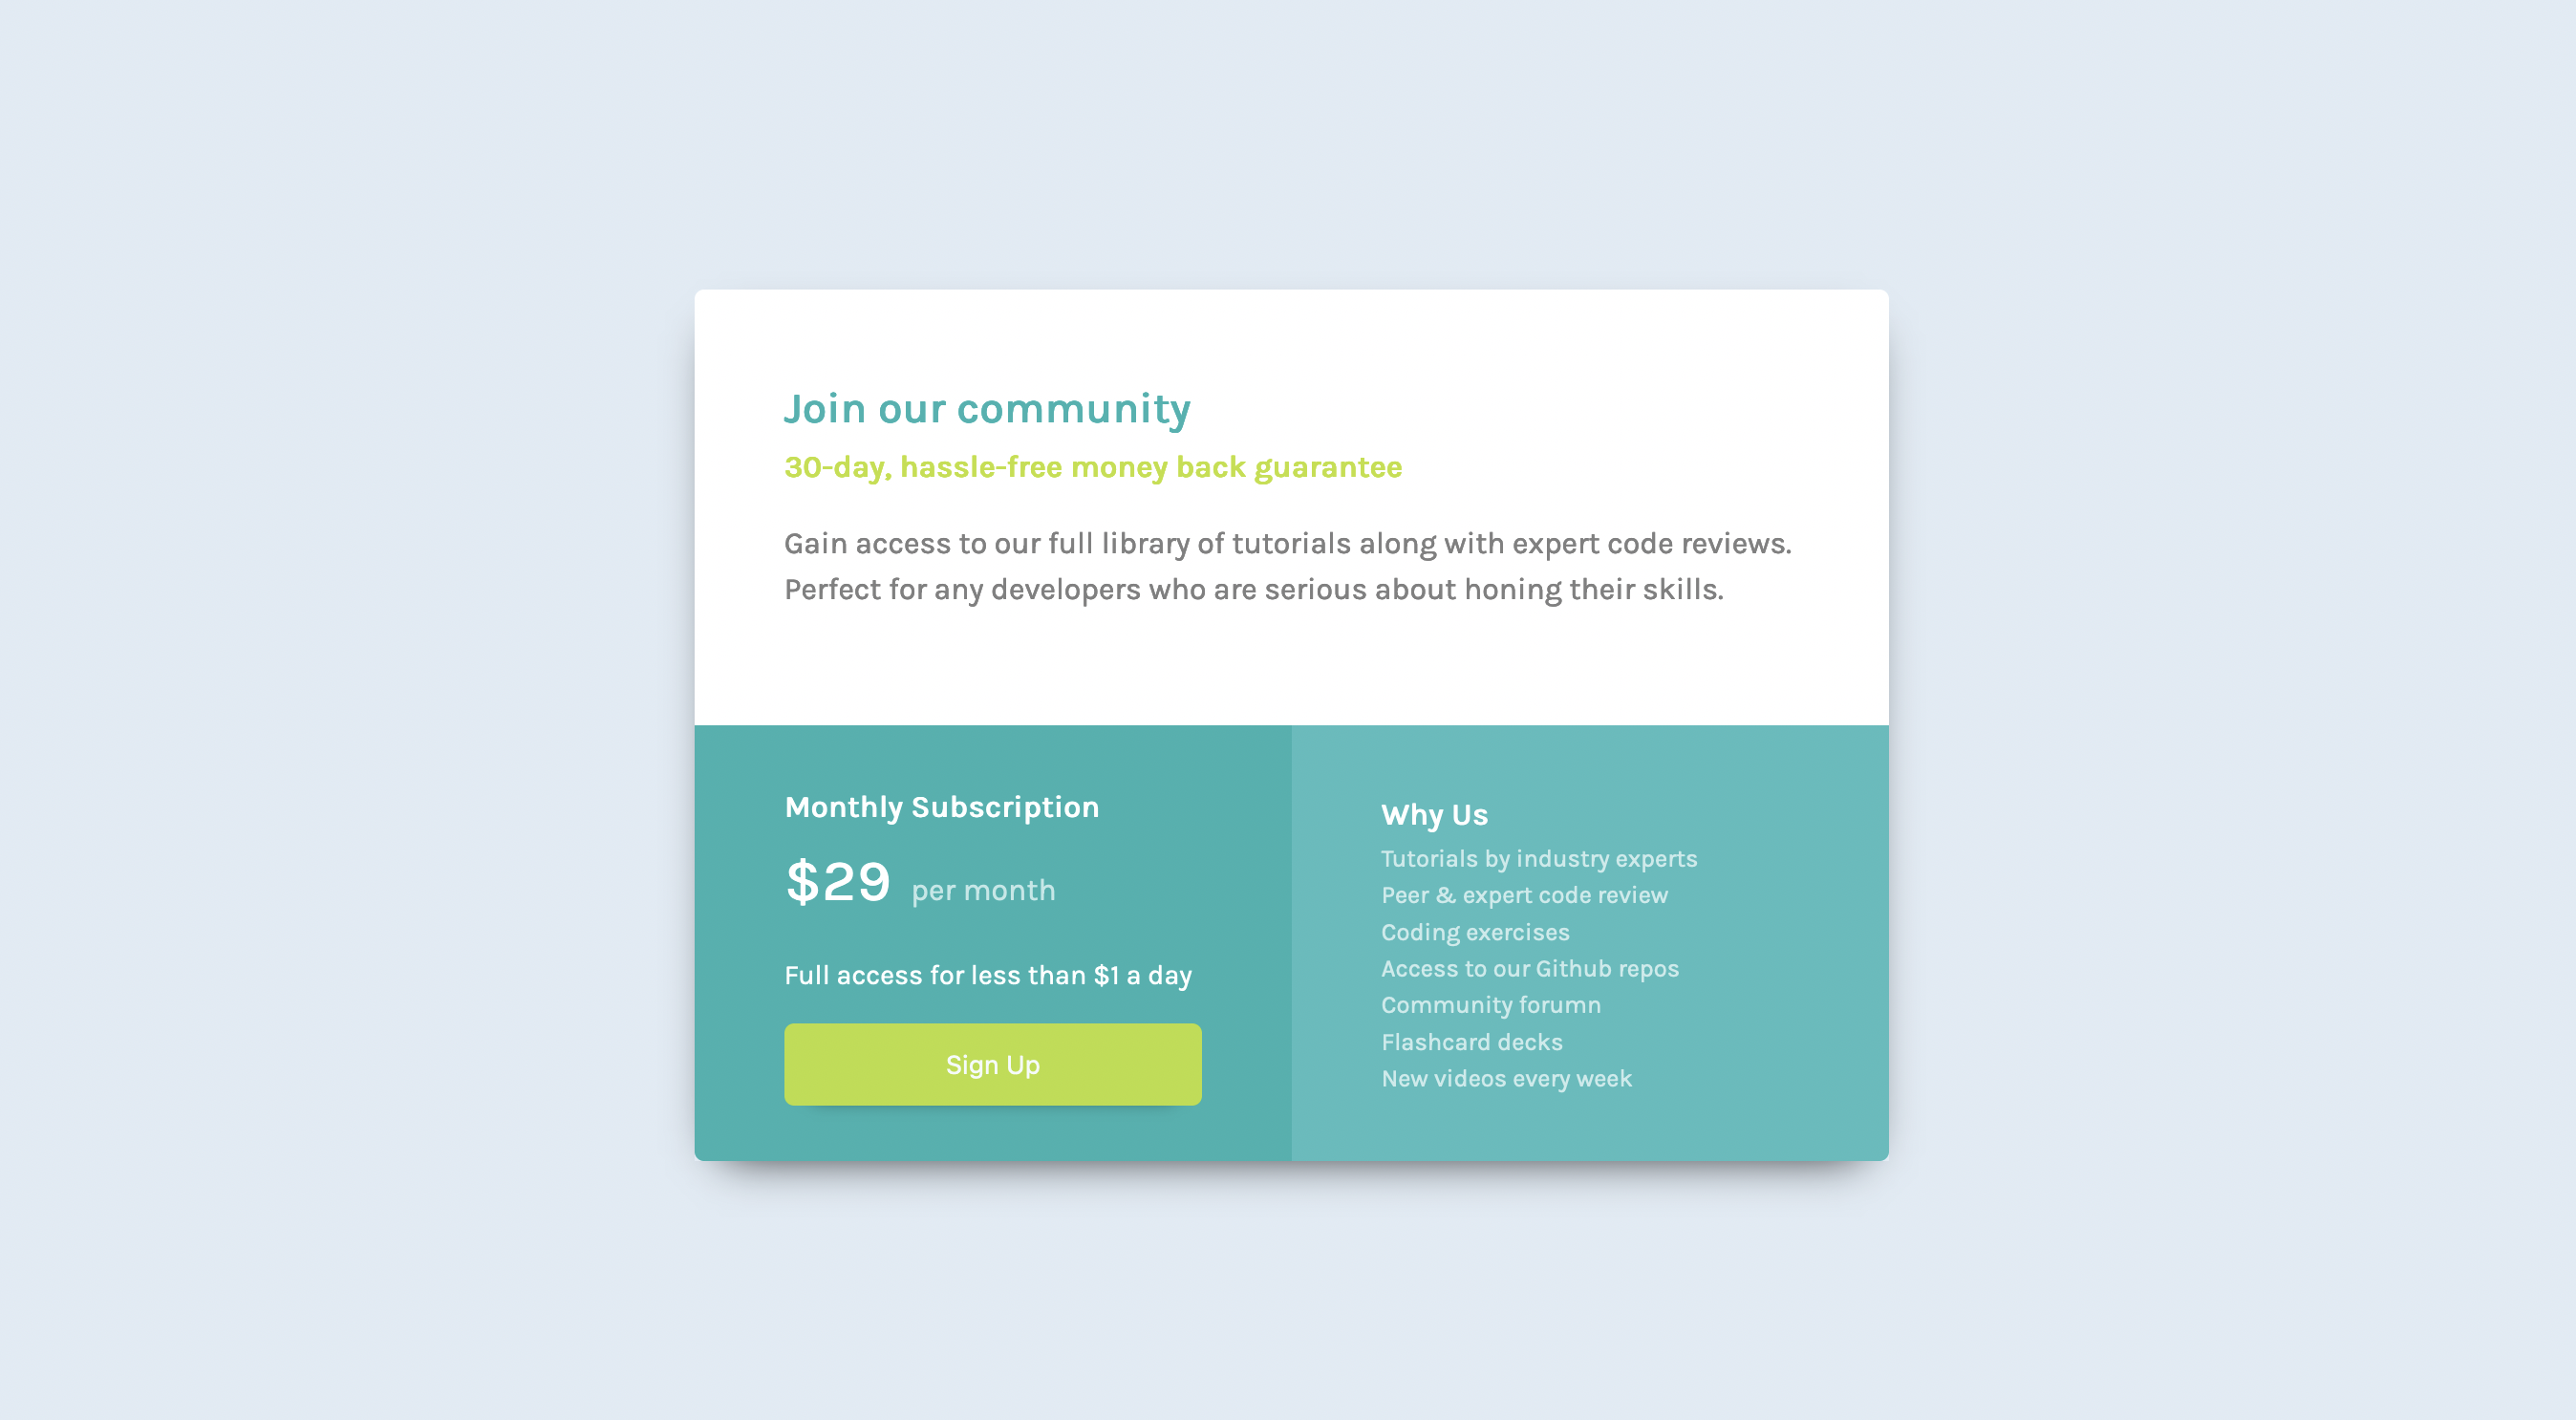 Join our community
30-day, hassle-free money back guarantee
Gain access to our full library of tutorials along with expert code reviews.
Perfect for any developers who are serious about honing their skills.
Monthly Subscription
$29 per month
Full access for less than $1 a day
Sign Up
Why Us
Tutorials by industry experts
Peer & expert code review
Coding exercises
Access to our Github repos
Community forumn
Flashcard decks
New videos every week